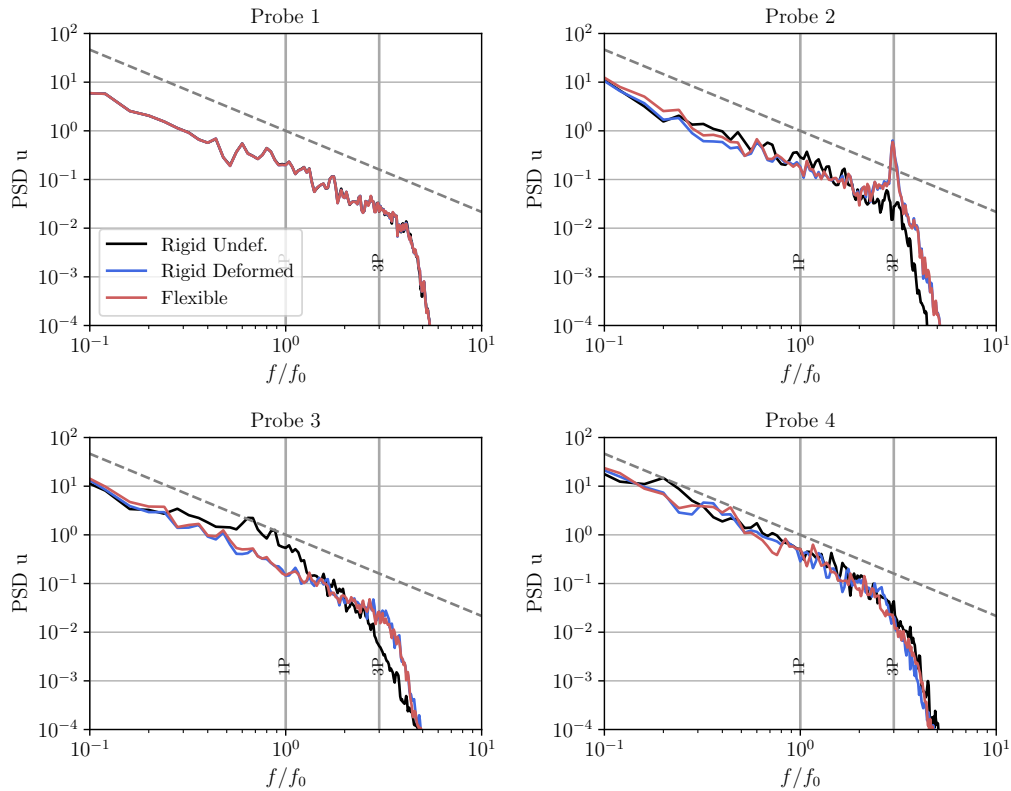 Probe 1
Probe 2
10^2
10^1
10^0
10^-1
10^-2
10^-3
10^-4
PSD u
Rigid Undef.
Rigid Deformed
Flexible
1P
3P
10^-1
10^0
10^1
f/f_0
10^2
10^1
10^0
10^-1
10^-2
10^-3
10^-4
PSD u
1P
3P
10^-1
10^0
10^1
f/f_0
Probe 3
Probe 4
10^2
10^1
10^0
10^-1
10^-2
10^-3
10^-4
PSD u
1P
3P
10^-1
10^0
10^1
f/f_0
10^2
10^1
10^0
10^-1
10^-2
10^-3
10^-4
PSD u
1P
3P
10^-1
10^0
10^1
f/f_0